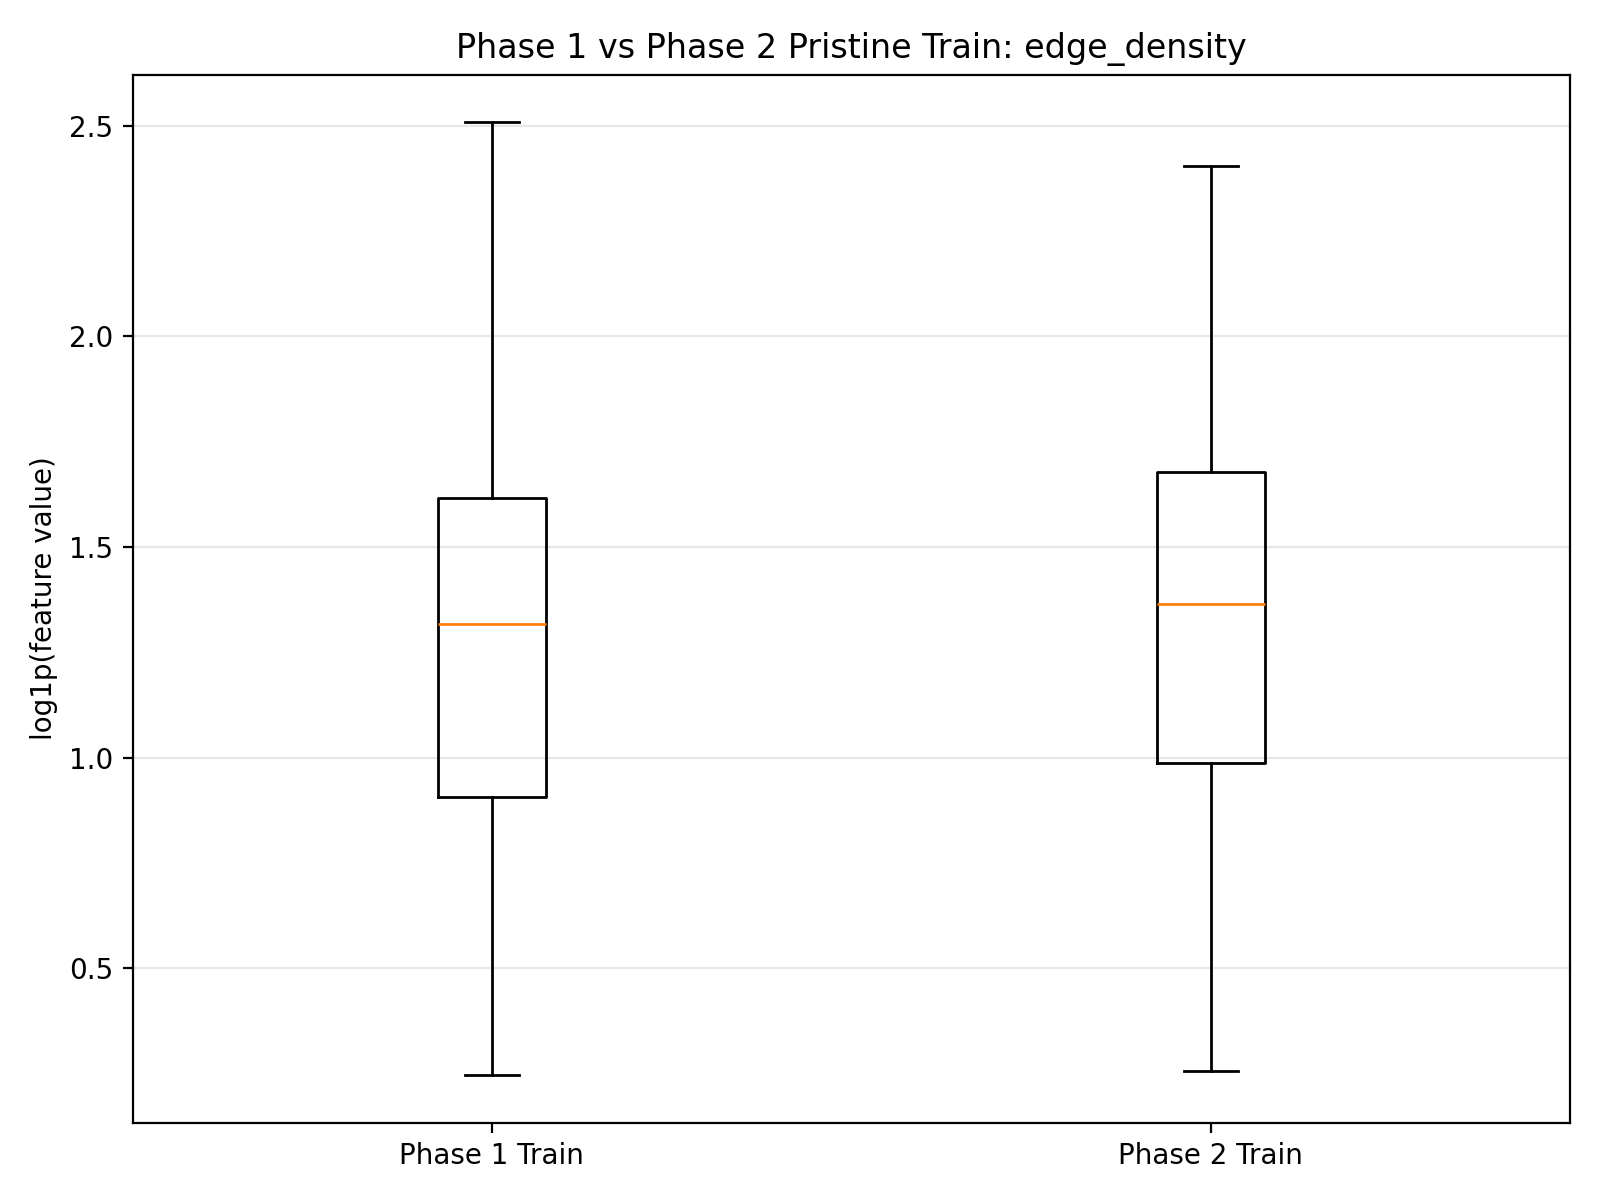 Phase 1 vs Phase 2 Pristine Train: edge_density
log1p(feature value)
2.5
2.0
1.5
1.0
0.5
Phase 1 Train
Phase 2 Train